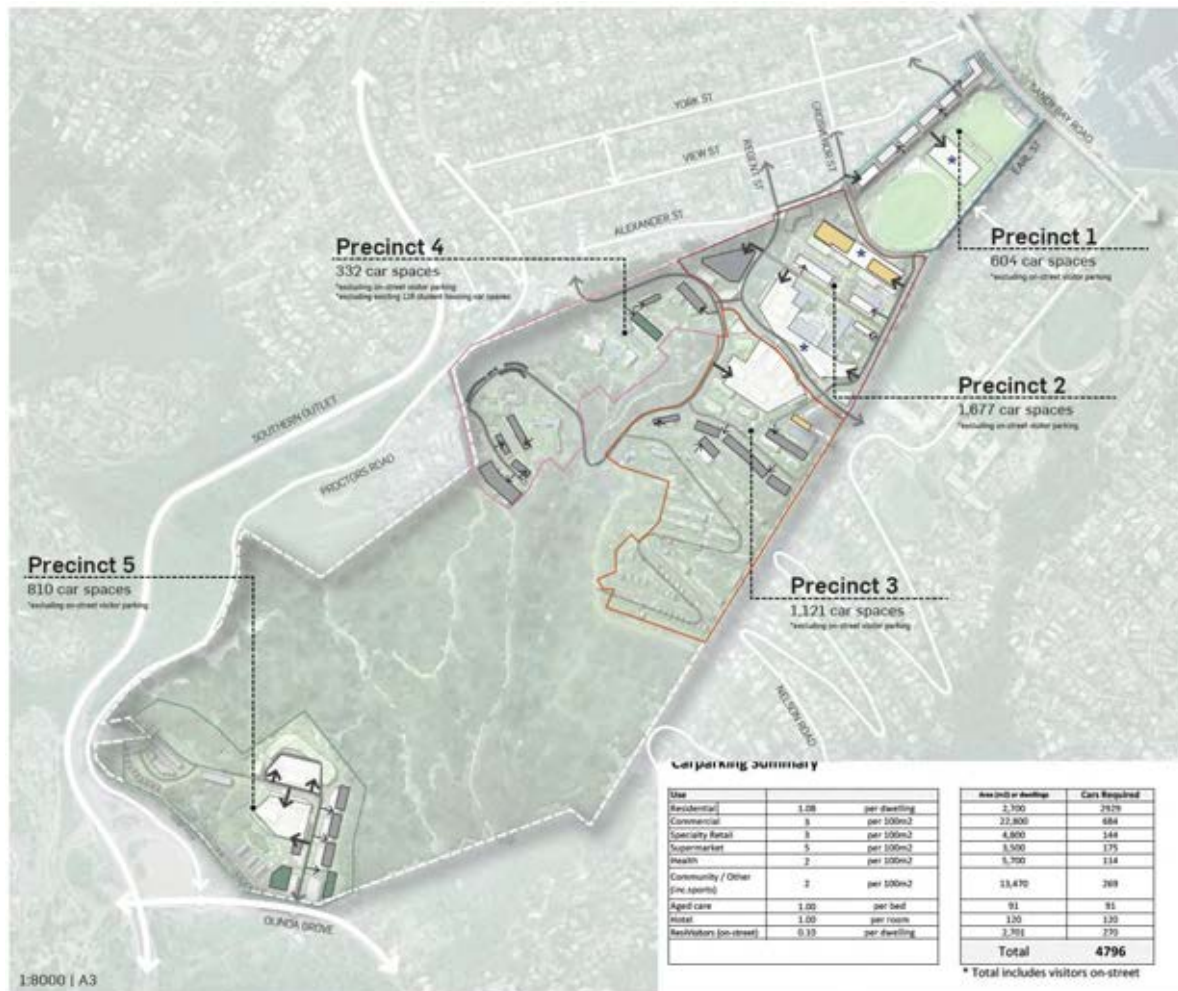 YORK ST
VIEW ST
ALEXANDER ST
REGENT ST
GROSVENOR ST
SANDY BAY ROAD
EARL ST
Precinct 4
332 car spaces
*excluding on-street visitor parking
*excluding existing 128 student housing car spaces
Precinct 1
604 car spaces
*excluding on-street visitor parking
Precinct 2
1,677 car spaces
*excluding on-street visitor parking
SOUTHERN OUTLET
PROCTORS ROAD
Precinct 5
810 car spaces
*excluding on-street visitor parking
Precinct 3
1,121 car spaces
*excluding on-street visitor parking
NELSON ROAD
OLINDA GROVE
Carparking Summary
Use Area (m2) or dwellings Cars Required
Residential 1.08 per dwelling 2,700 2929
Commercial 3 per 100m2 22,800 684
Specialty Retail 3 per 100m2 4,800 144
Supermarket 5 per 100m2 3,500 175
Health 2 per 100m2 5,700 114
Community / Other
(inc.sports) 2 per 100m2 13,470 269
Aged care 1.00 per bed 91 91
Hotel 1.00 per room 120 120
(on-street) 0.10 per dwelling 2,701 270
Total 4796
* Total includes visitors on-street
1:8000 | A3